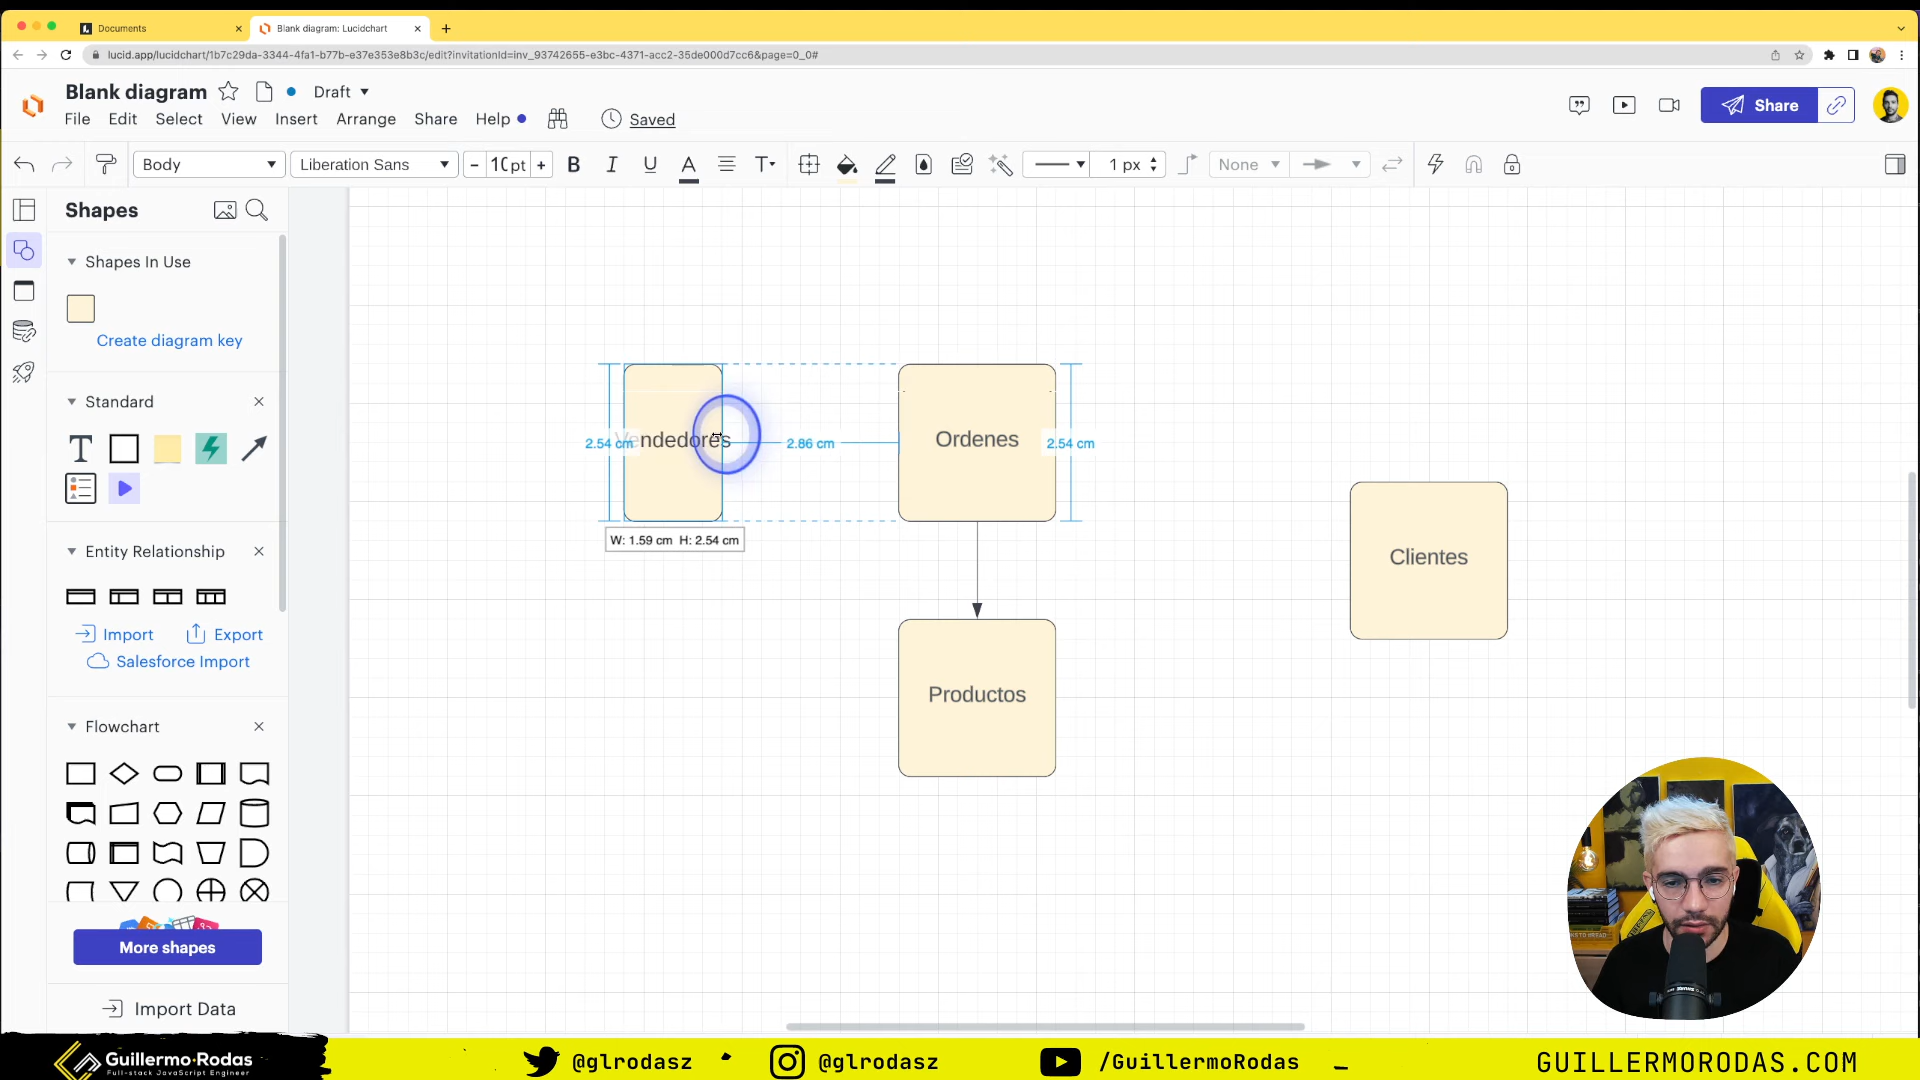 Documents
Blank diagram: Lucidchart
lucid.app/lucidchart/1b7c29da-3344-4fa1-b77b-e37e353e8b3c/edit?invitationId=inv_93742655-e3bc-4371-acc2-35de000d7cc6&page=0_0#
Blank diagram
Draft
File Edit Select View Insert Arrange Share Help
Saved
Share
Body
Liberation Sans
- 10 pt +
B I U A T
1 px
None
Shapes
Shapes In Use
Create diagram key
Standard
T
Entity Relationship
Import Export
Salesforce Import
Flowchart
More shapes
Import Data
Vendedores
2.54 cm
2.86 cm
Ordenes
2.54 cm
W: 1.59 cm H: 2.54 cm
Clientes
Productos
Guillermo Rodas
Full-stack JavaScript Engineer
@glrodasz
@glrodasz
/GuillermoRodas
GUILLERMORODAS.COM